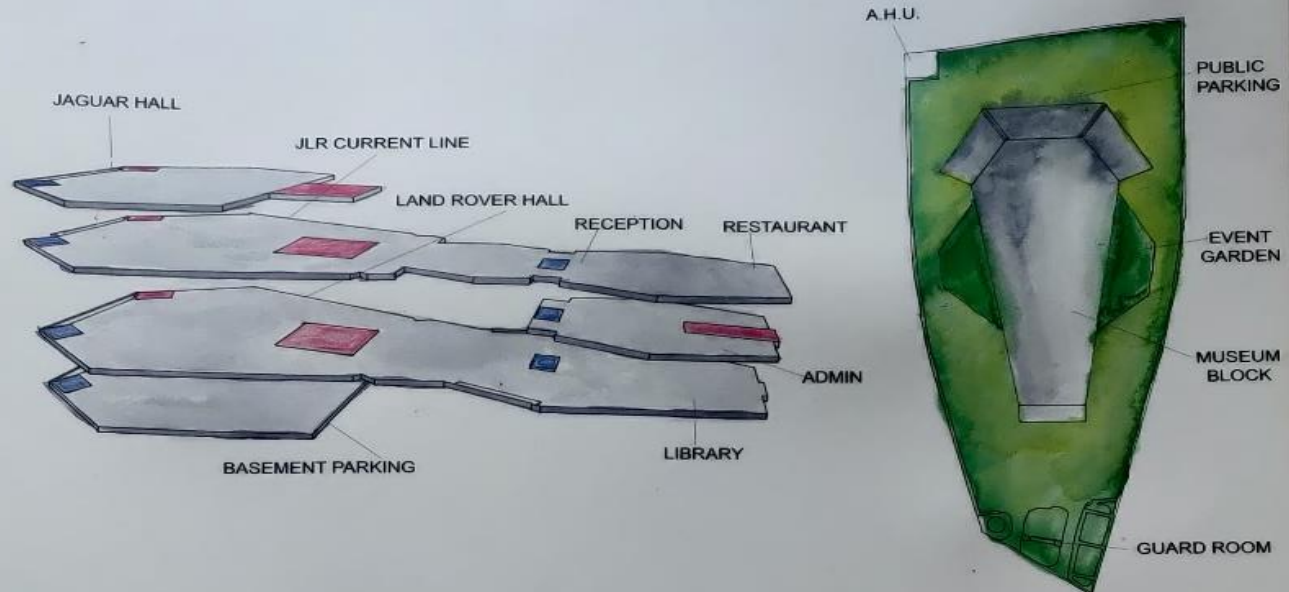 A.H.U.
PUBLIC
PARKING
JAGUAR HALL
JLR CURRENT LINE
LAND ROVER HALL
RECEPTION
RESTAURANT
EVENT
GARDEN
MUSEUM
BLOCK
ADMIN
LIBRARY
BASEMENT PARKING
GUARD ROOM